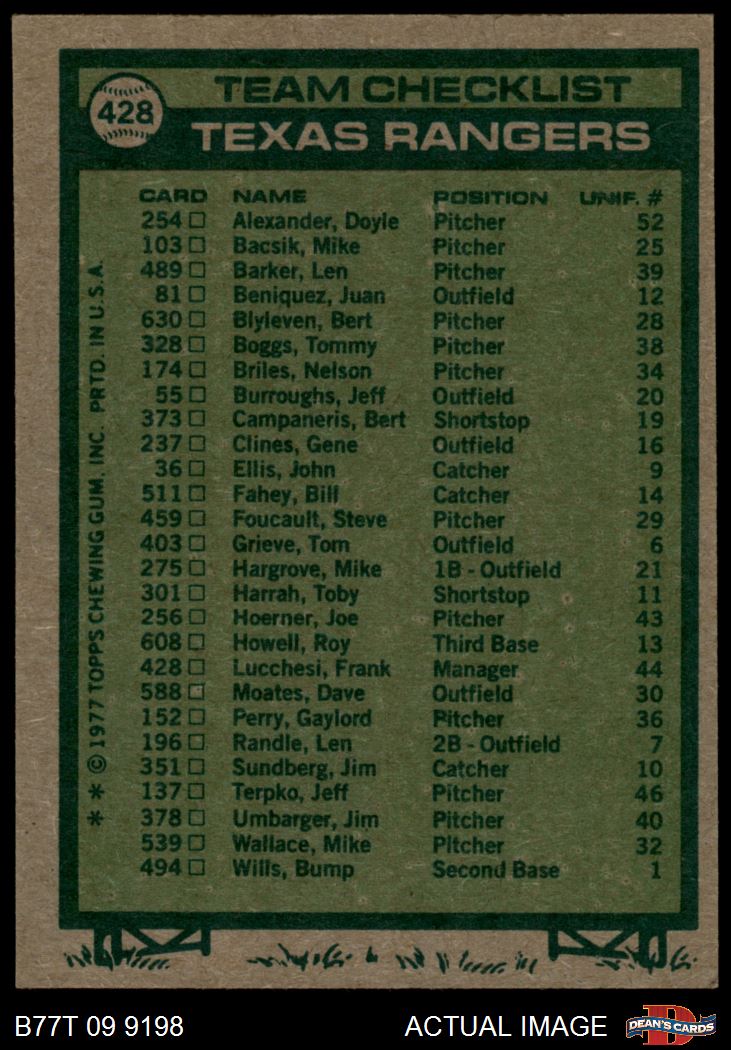 428
TEAM CHECKLIST
TEXAS RANGERS
CARD NAME POSITION UNIF. #
254 □ Alexander, Doyle Pitcher 52
103 □ Bacsik, Mike Pitcher 25
489 □ Barker, Len Pitcher 39
81 □ Beniquez, Juan Outfield 12
630 □ Blyleven, Bert Pitcher 28
328 □ Boggs, Tommy Pitcher 38
174 □ Briles, Nelson Pitcher 34
55 □ Burroughs, Jeff Outfield 20
373 □ Campaneris, Bert Shortstop 19
237 □ Clines, Gene Outfield 16
36 □ Ellis, John Catcher 9
511 □ Fahey, Bill Catcher 14
459 □ Foucault, Steve Pitcher 29
403 □ Grieve, Tom Outfield 6
275 □ Hargrove, Mike 1B - Outfield 21
301 □ Harrah, Toby Shortstop 11
256 □ Hoerner, Joe Pitcher 43
608 □ Howell, Roy Third Base 13
428 □ Lucchesi, Frank Manager 44
588 □ Moates, Dave Outfield 30
152 □ Perry, Gaylord Pitcher 36
196 □ Randle, Len 2B - Outfield 7
351 □ Sundberg, Jim Catcher 10
137 □ Terpko, Jeff Pitcher 46
378 □ Umbarger, Jim Pitcher 40
539 □ Wallace, Mike Pitcher 32
494 □ Wills, Bump Second Base 1
* * © 1977 TOPPS CHEWING GUM, INC. PRTD. IN U.S.A.
B77T 09 9198 ACTUAL IMAGE
DEAN'S CARDS